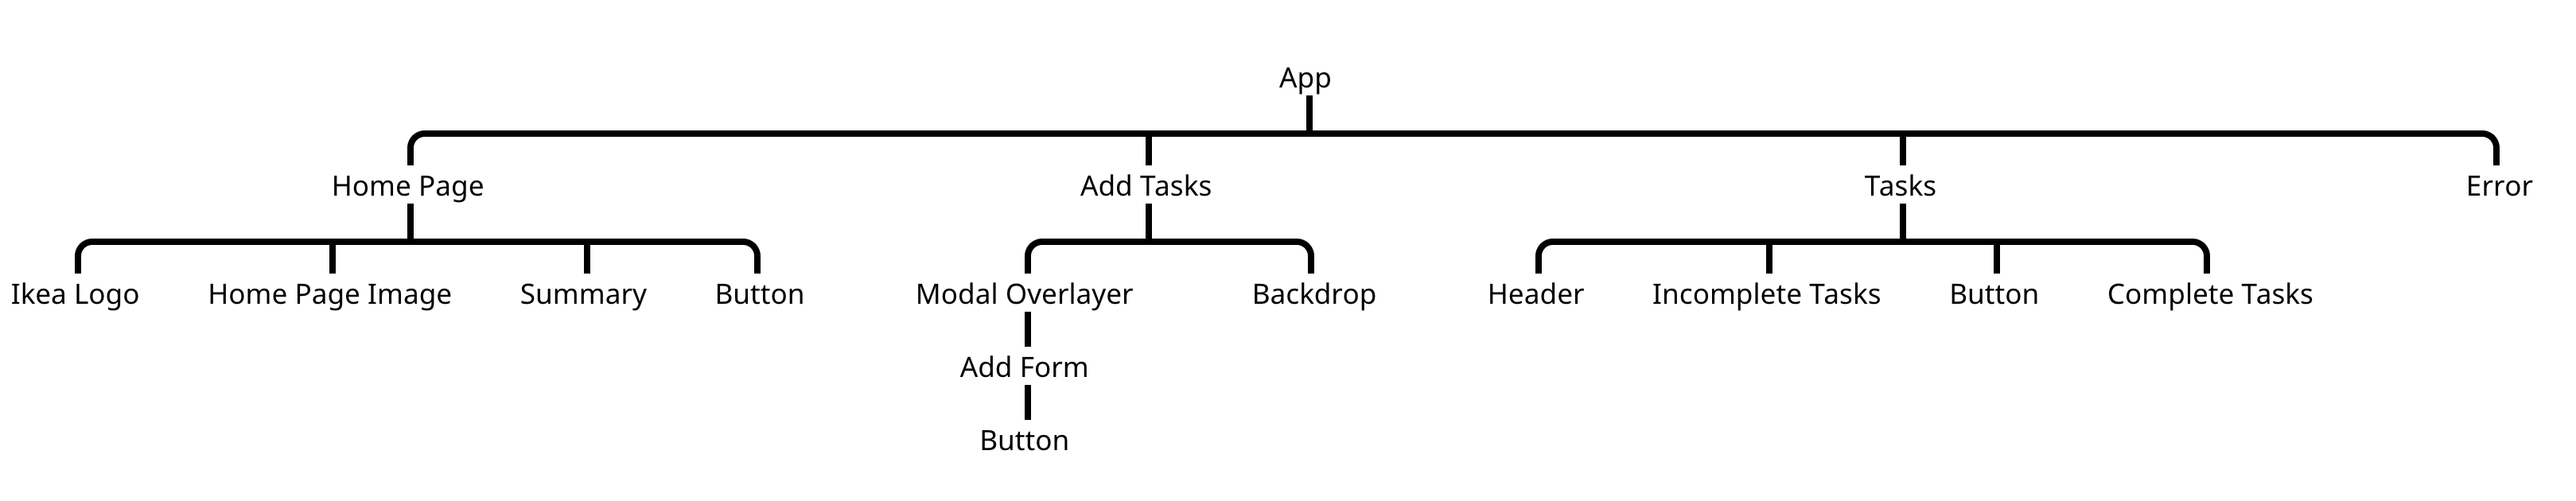 App
Home Page
Add Tasks
Tasks
Error
Ikea Logo
Home Page Image
Summary
Button
Modal Overlayer
Backdrop
Header
Incomplete Tasks
Button
Complete Tasks
Add Form
Button